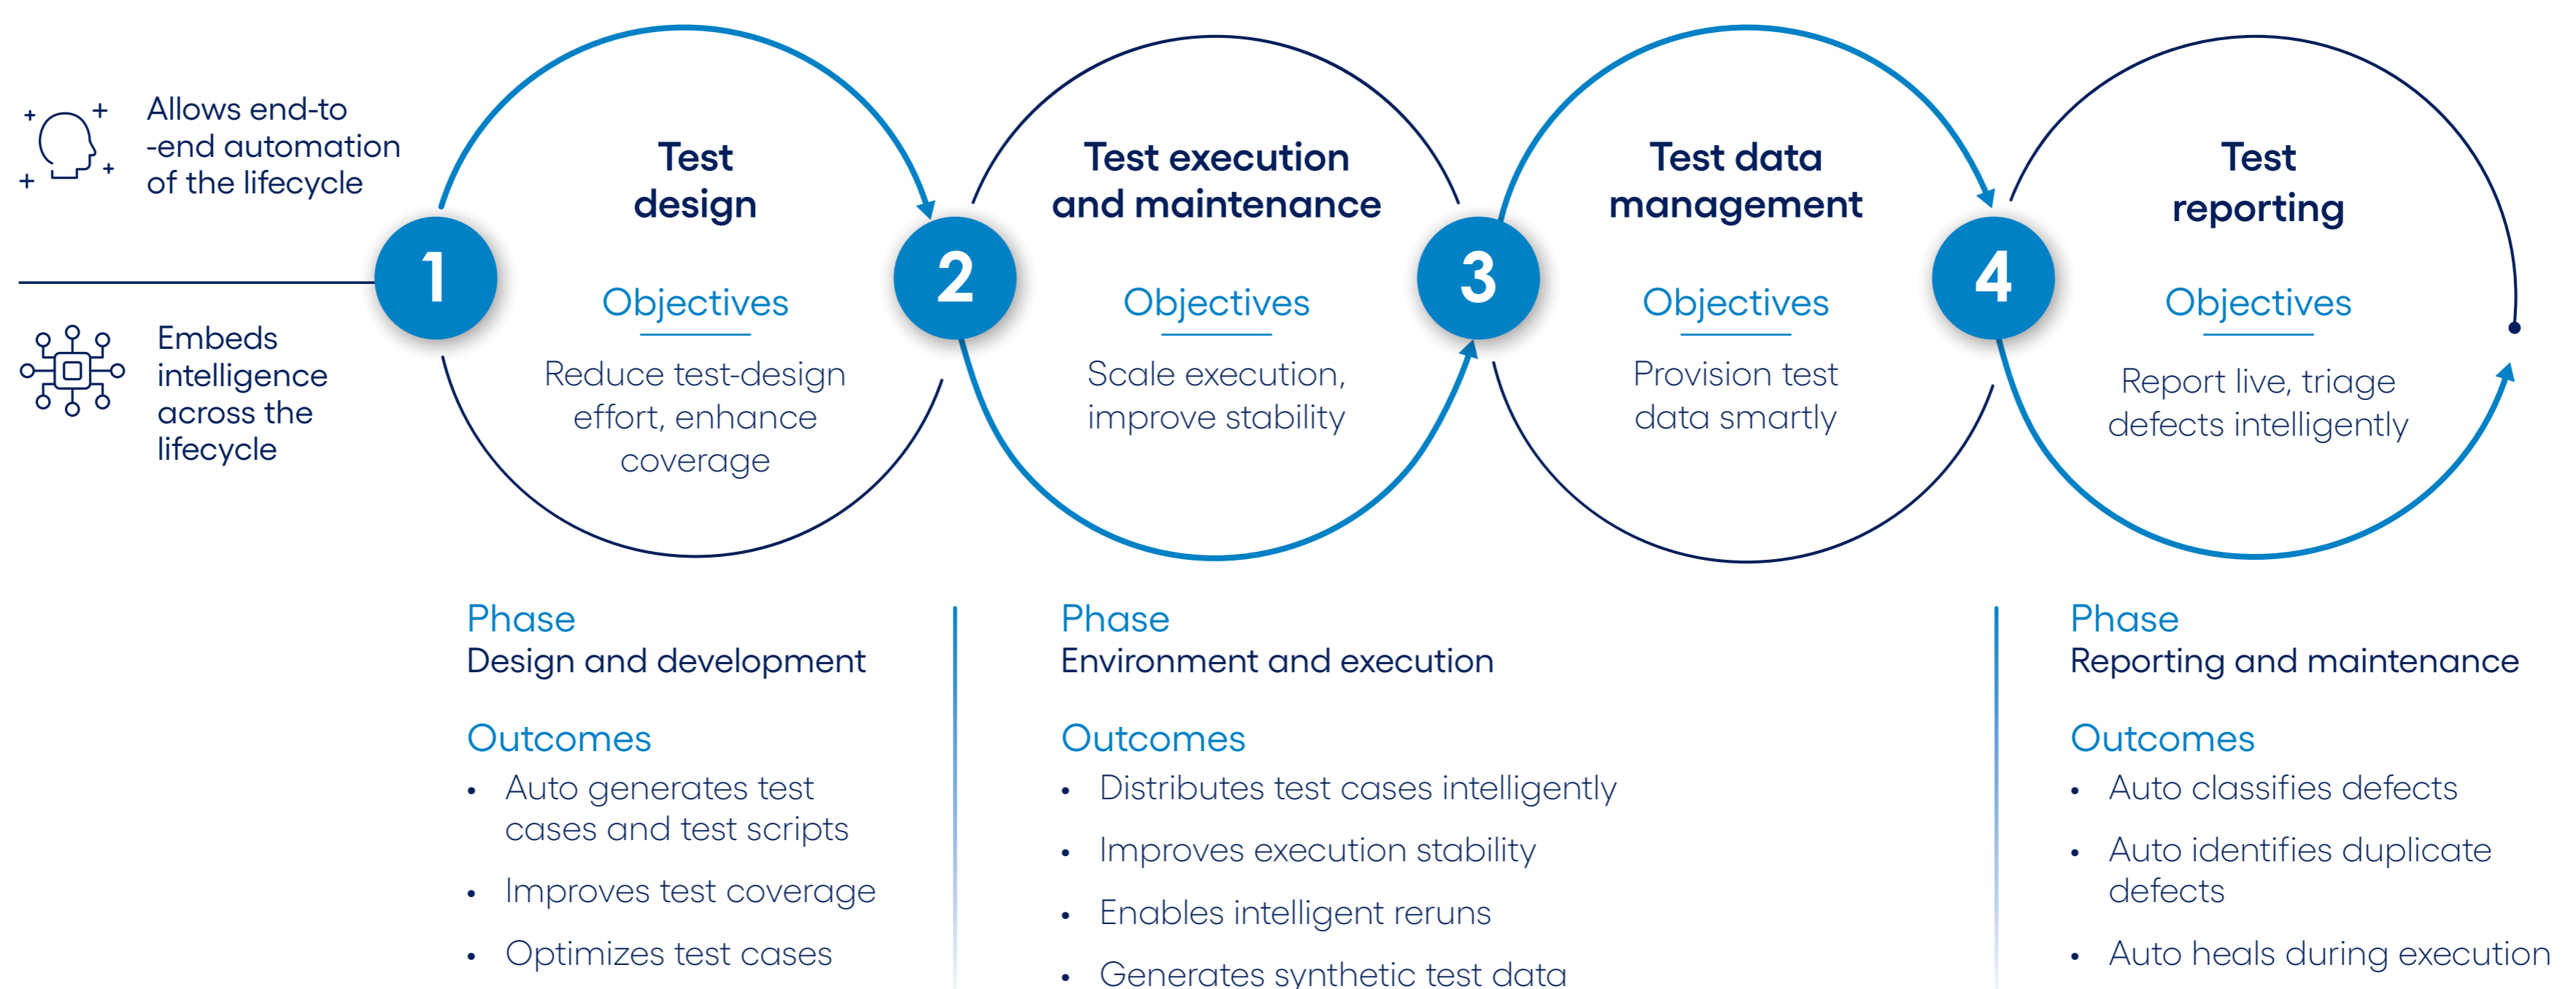 Allows end-to
-end automation
of the lifecycle
Embeds
intelligence
across the
lifecycle
1
Test
design
Objectives
Reduce test-design
effort, enhance
coverage
2
Test execution
and maintenance
Objectives
Scale execution,
improve stability
3
Test data
management
Objectives
Provision test
data smartly
4
Test
reporting
Objectives
Report live, triage
defects intelligently
Phase
Design and development
Outcomes
• Auto generates test
cases and test scripts
• Improves test coverage
• Optimizes test cases
Phase
Environment and execution
Outcomes
• Distributes test cases intelligently
• Improves execution stability
• Enables intelligent reruns
• Generates synthetic test data
Phase
Reporting and maintenance
Outcomes
• Auto classifies defects
• Auto identifies duplicate
defects
• Auto heals during execution